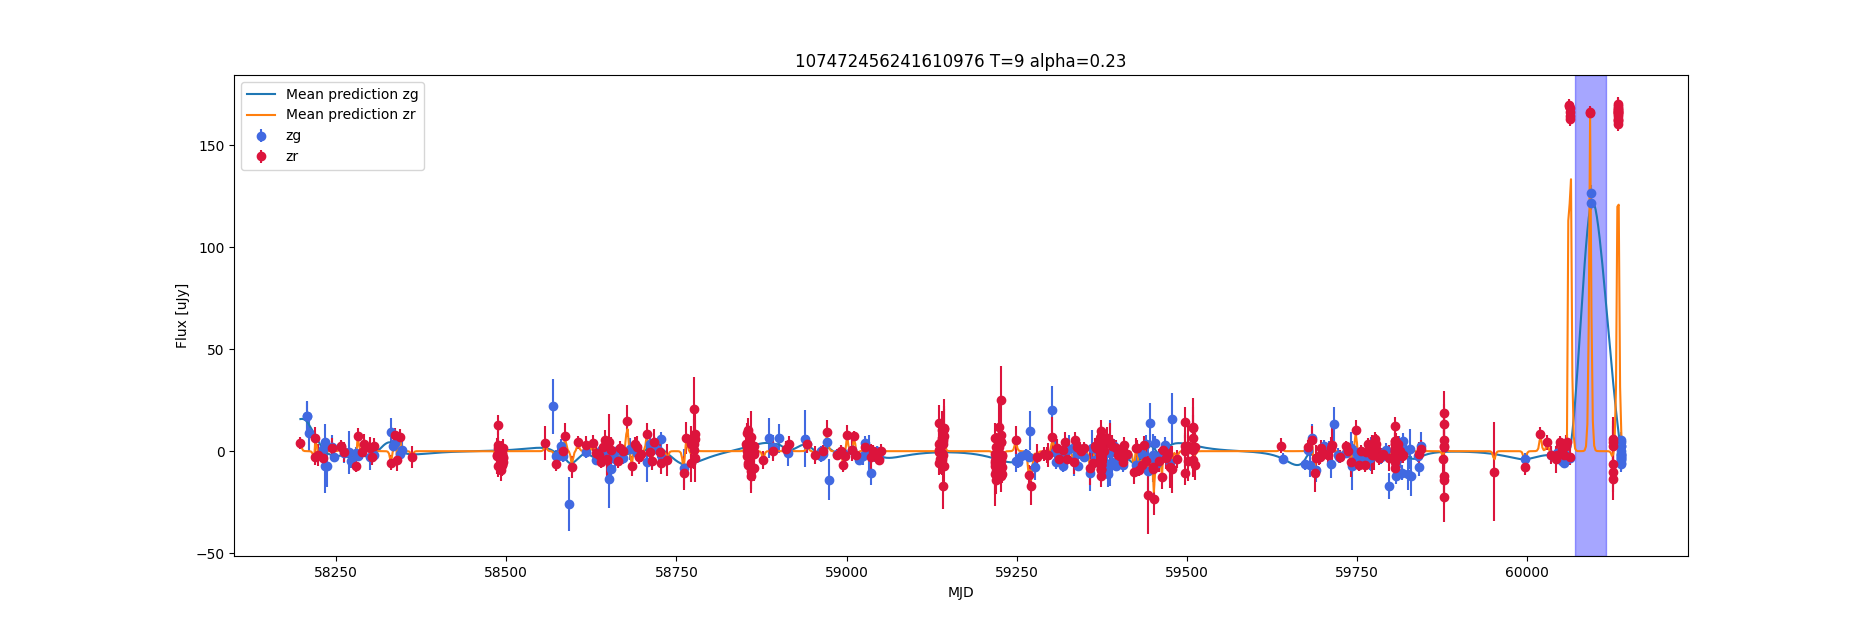 107472456241610976 T=9 alpha=0.23
Mean prediction zg
Mean prediction zr
zg
zr
Flux [uJy]
150
100
50
0
−50
58250 58500 58750 59000 59250 59500 59750 60000
MJD